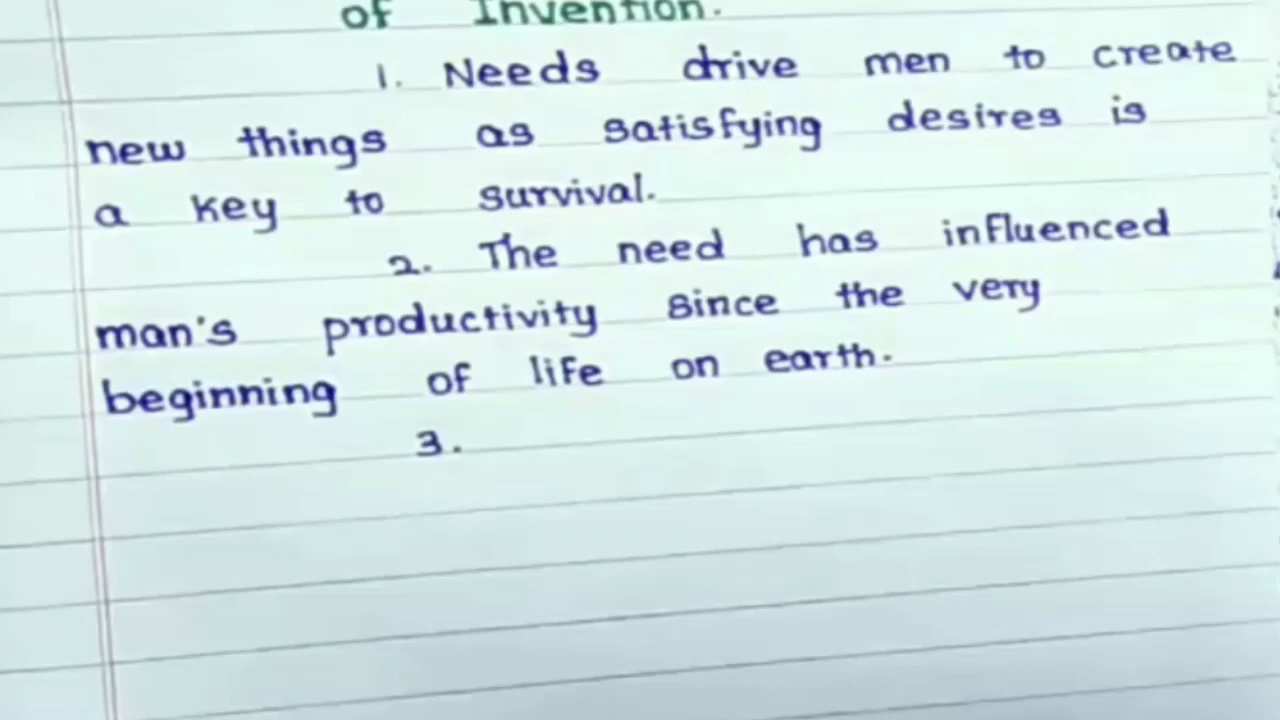 of Invention.
1. Needs drive men to create
new things as satisfying desires is
a key to survival.
2. The need has influenced
man's productivity since the very
beginning of life on earth.
3.